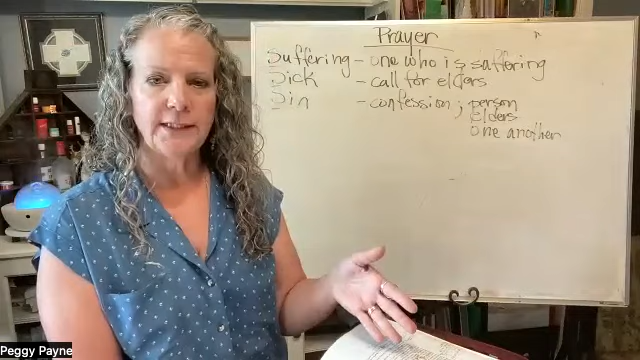 Prayer
Suffering - one who is suffering
Sick - call for elders
Sin - confession ; person
elders
one another
Peggy Payne